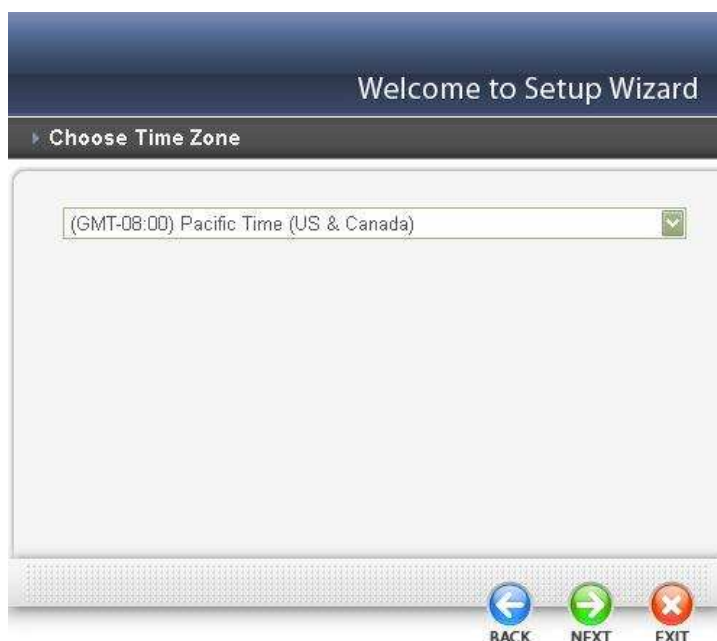 Welcome to Setup Wizard
Choose Time Zone
(GMT-08:00) Pacific Time (US & Canada)
BACK NEXT EXIT